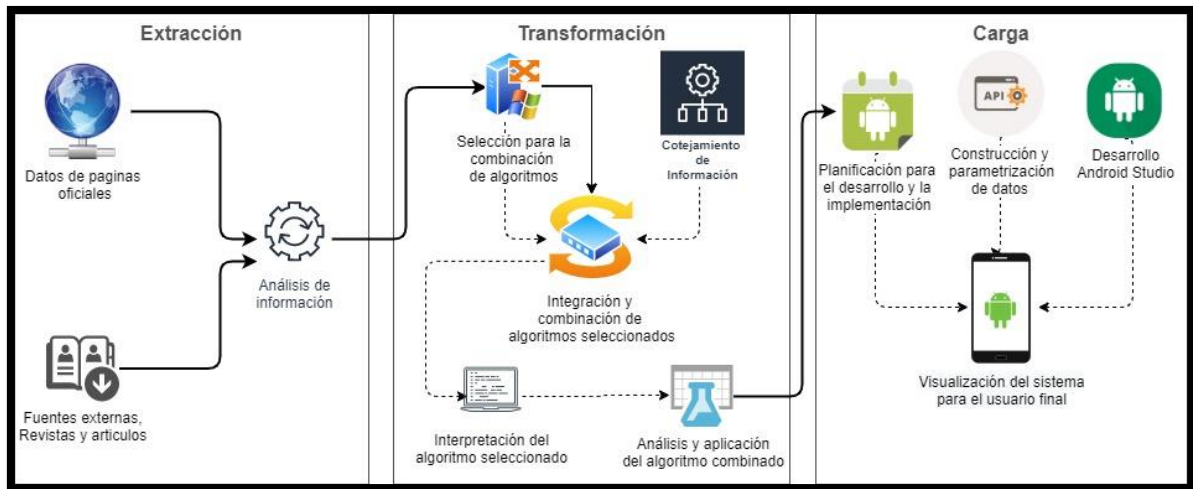 Extracción
Datos de paginas
oficiales
Análisis de
información
Fuentes externas,
Revistas y articulos
Transformación
Selección para la
combinación
de algoritmos
Cotejamiento
de
Información
Integración y
combinación de
algoritmos seleccionados
Interpretación del
algoritmo seleccionado
Análisis y aplicación
del algoritmo combinado
Carga
Planificación para
el desarrollo y la
implementación
API
Construcción y
parametrización
de datos
Desarrollo
Android Studio
Visualización del sistema
para el usuario final